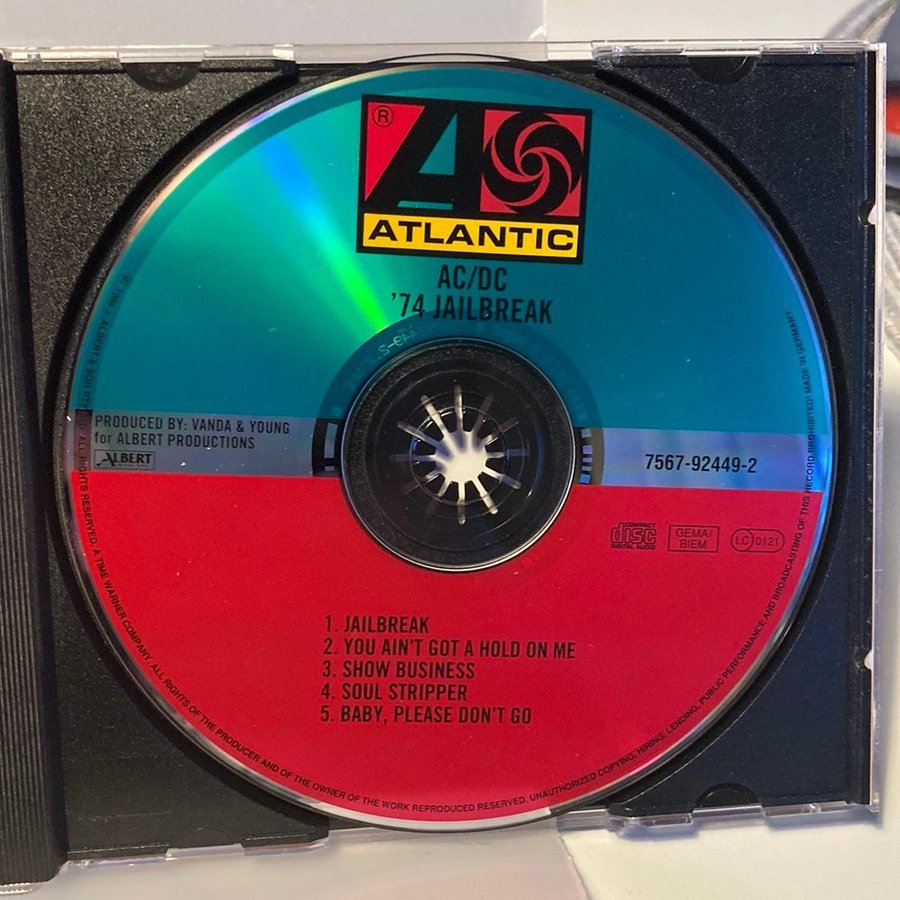 ®
ATLANTIC
AC/DC
'74 JAILBREAK
PRODUCED BY: VANDA & YOUNG
for ALBERT PRODUCTIONS
ALBERT
7567-92449-2
COMPACT
disc
DIGITAL AUDIO
GEMA/
BIEM
LC 0121
1. JAILBREAK
2. YOU AIN'T GOT A HOLD ON ME
3. SHOW BUSINESS
4. SOUL STRIPPER
5. BABY, PLEASE DON'T GO
ALBERT & SON ALL RIGHTS RESERVED. A TIME WARNER COMPANY. ALL RIGHTS OF THE PRODUCER AND OF THE OWNER OF THE WORK REPRODUCED RESERVED. UNAUTHORIZED COPYING, HIRING, LENDING, PUBLIC PERFORMANCE AND BROADCASTING OF THIS RECORD PROHIBITED! MADE IN GERMANY